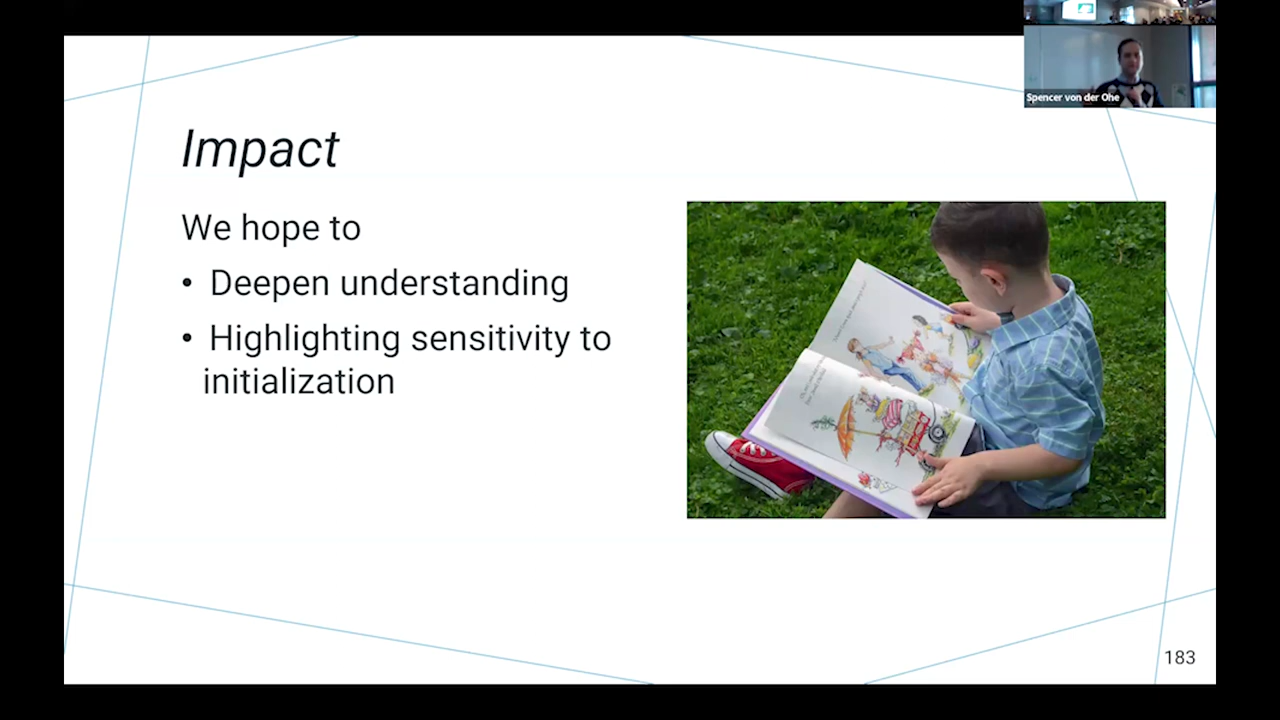 Spencer von der Ohe
Impact
We hope to
• Deepen understanding
• Highlighting sensitivity to
initialization
183